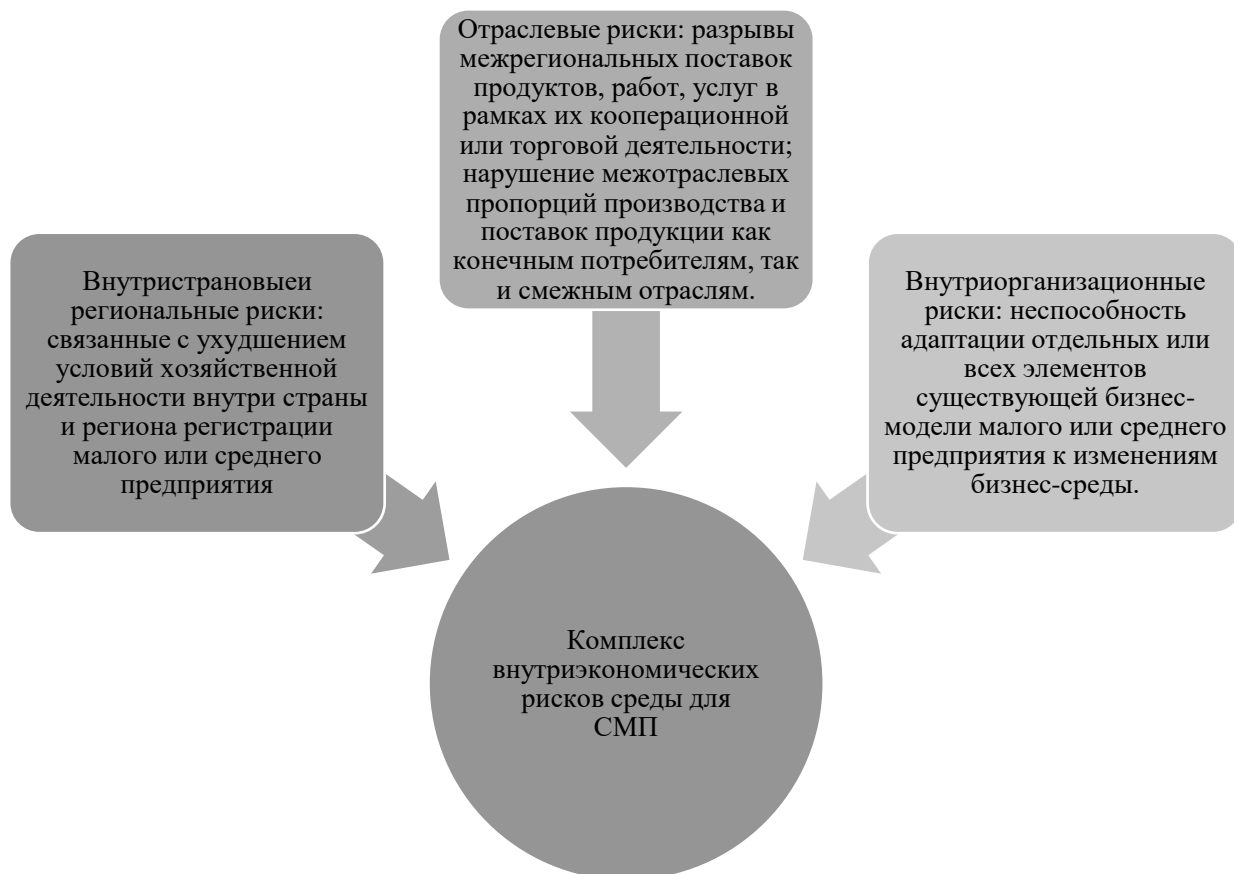 Отраслевые риски: разрывы
межрегиональных поставок
продуктов, работ, услуг в
рамках их кооперационной
или торговой деятельности;
нарушение межотраслевых
пропорций производства и
поставок продукции как
конечным потребителям, так
и смежным отраслям.
Внутристрановыеи
региональные риски:
связанные с ухудшением
условий хозяйственной
деятельности внутри страны
и региона регистрации
малого или среднего
предприятия
Внутриорганизационные
риски: неспособность
адаптации отдельных или
всех элементов
существующей бизнес-
модели малого или среднего
предприятия к изменениям
бизнес-среды.
Комплекс
внутриэкономических
рисков среды для
СМП